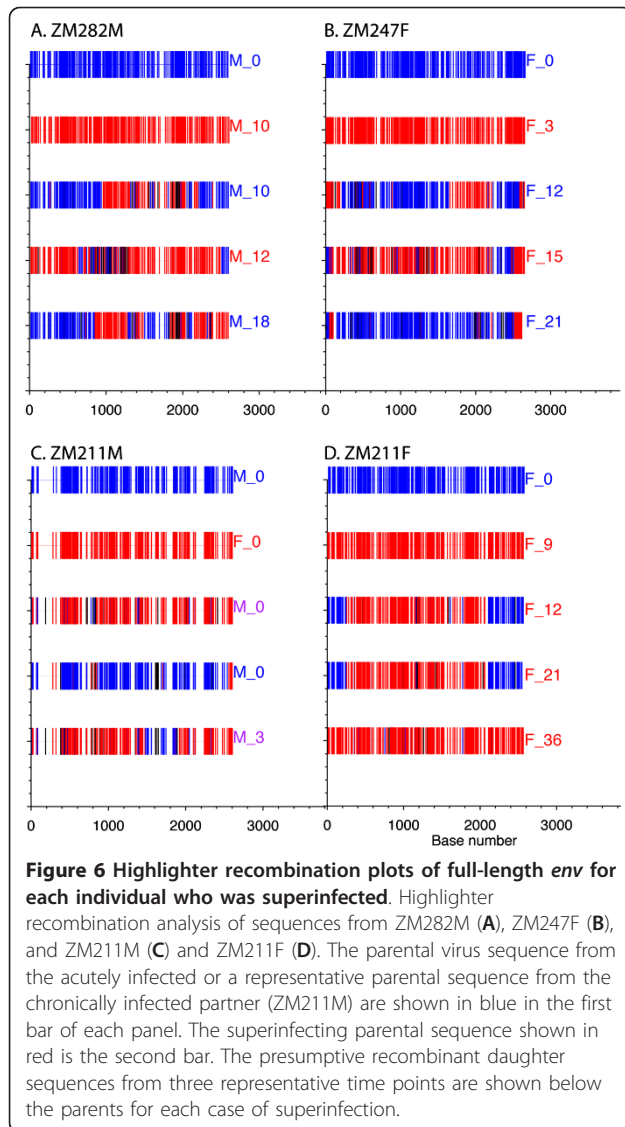 A. ZM282M
M_0
M_10
M_10
M_12
M_18
0 1000 2000 3000
B. ZM247F
F_0
F_3
F_12
F_15
F_21
0 1000 2000 3000
C. ZM211M
M_0
F_0
M_0
M_0
M_3
0 1000 2000 3000
D. ZM211F
F_0
F_9
F_12
F_21
F_36
0 1000 2000 3000
Base number
Figure 6 Highlighter recombination plots of full-length env for
each individual who was superinfected. Highlighter
recombination analysis of sequences from ZM282M (A), ZM247F (B),
and ZM211M (C) and ZM211F (D). The parental virus sequence from
the acutely infected or a representative parental sequence from the
chronically infected partner (ZM211M) are shown in blue in the first
bar of each panel. The superinfecting parental sequence shown in
red is the second bar. The presumptive recombinant daughter
sequences from three representative time points are shown below
the parents for each case of superinfection.